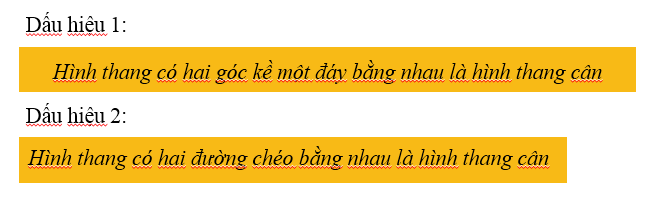 Dấu hiệu 1:
Hình thang có hai góc kề môt đáy bằng nhau là hình thang cân
Dấu hiệu 2:
Hình thang có hai đường chéo bằng nhau là hình thang cân